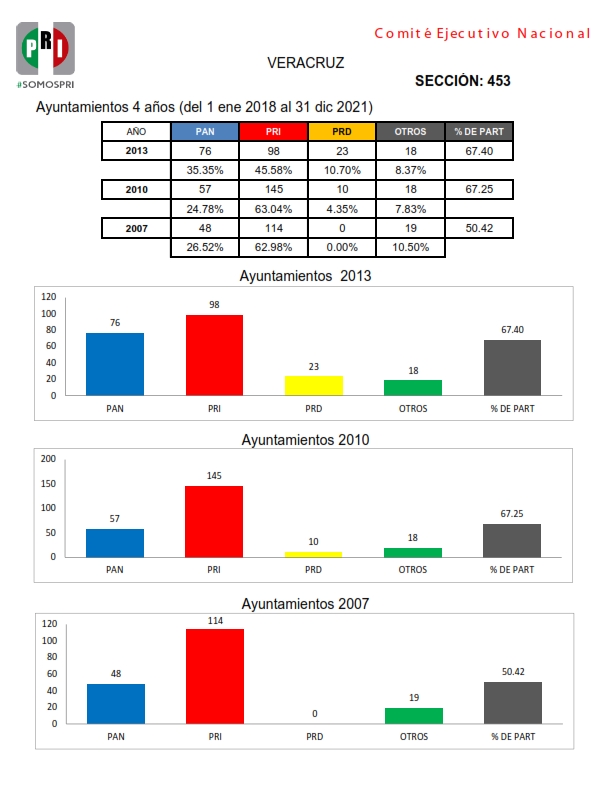 Comité Ejecutivo Nacional
PRI
#SOMOSPRI
VERACRUZ
SECCIÓN: 453
Ayuntamientos 4 años (del 1 ene 2018 al 31 dic 2021)
AÑO PAN PRI PRD OTROS % DE PART
2013 76 98 23 18 67.40
35.35% 45.58% 10.70% 8.37%
2010 57 145 10 18 67.25
24.78% 63.04% 4.35% 7.83%
2007 48 114 0 19 50.42
26.52% 62.98% 0.00% 10.50%
Ayuntamientos 2013
120
100
80
60
40
20
0
76 98 23 18 67.40
PAN PRI PRD OTROS % DE PART
Ayuntamientos 2010
200
150
100
50
0
57 145 10 18 67.25
PAN PRI PRD OTROS % DE PART
Ayuntamientos 2007
120
100
80
60
40
20
0
48 114 0 19 50.42
PAN PRI PRD OTROS % DE PART